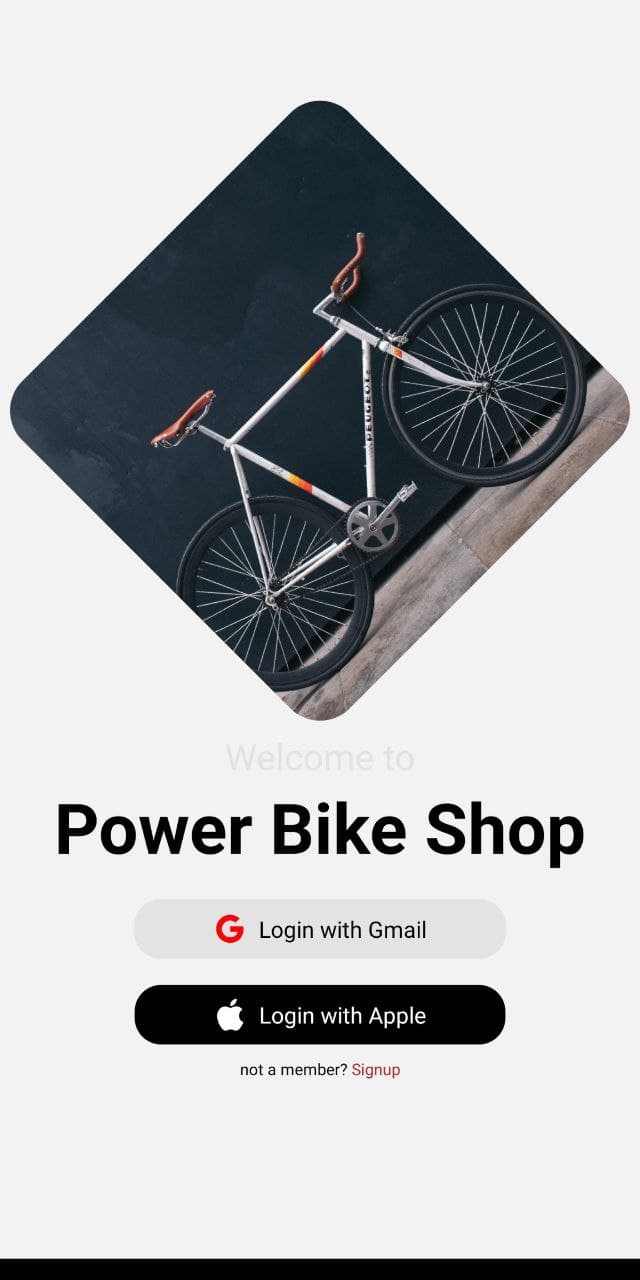 PEUGEOT
Welcome to
Power Bike Shop
Login with Gmail
Login with Apple
not a member? Signup